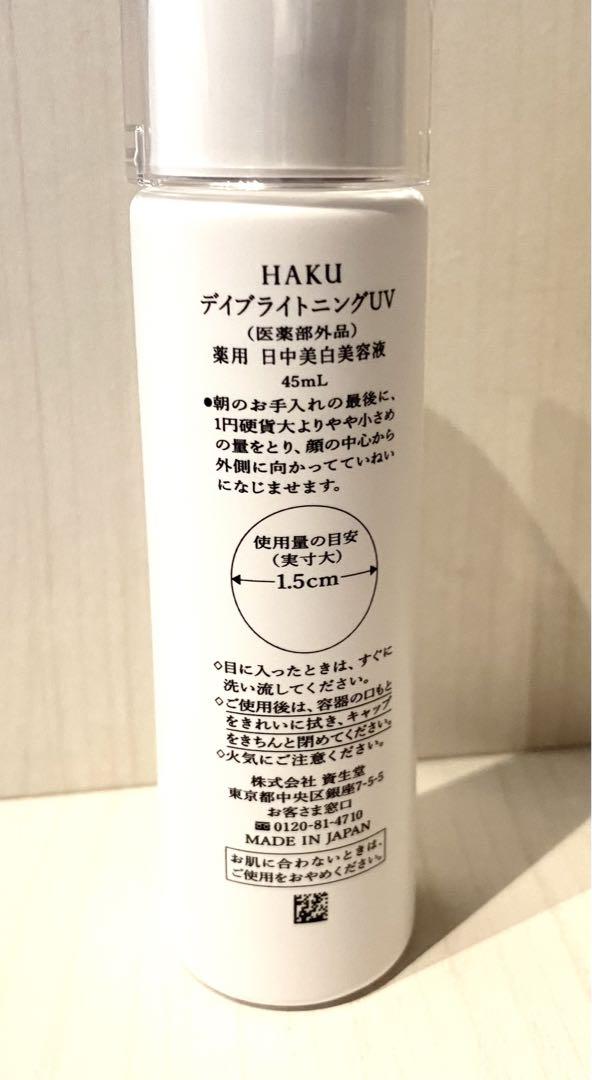 HAKU
デイブライトニングUV
(医薬部外品)
薬用 日中美白美容液
45mL
●朝のお手入れの最後に、
1円硬貨大よりやや小さめ
の量をとり、顔の中心から
外側に向かってていねい
になじませます。
使用量の目安
(実寸大)
1.5cm
◇目に入ったときは、すぐに
洗い流してください。
◇ご使用後は、容器の口もと
をきれいに拭き、キャップ
をきちんと閉めてください。
◇火気にご注意ください。
株式会社 資生堂
東京都中央区銀座7-5-5
お客さま窓口
0120-81-4710
MADE IN JAPAN
お肌に合わないときは、
ご使用をおやめください。